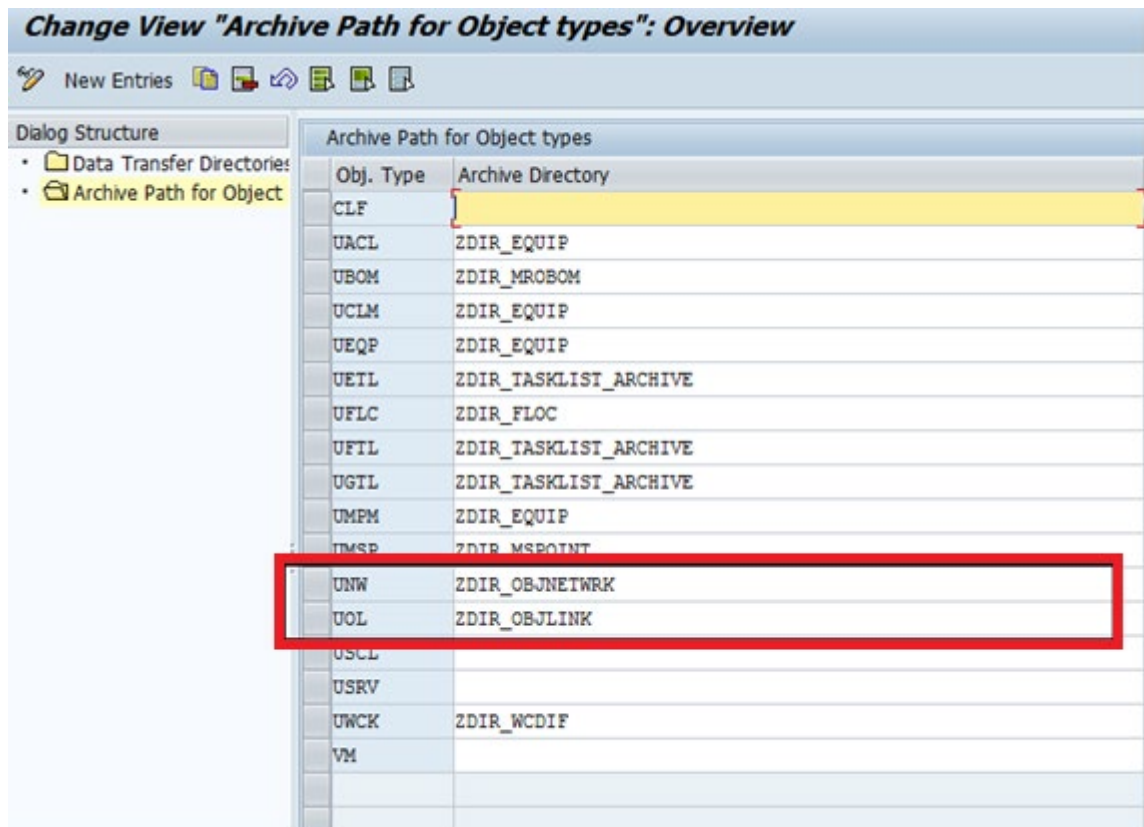 Change View "Archive Path for Object types": Overview
New Entries
Dialog Structure
Data Transfer Directories
Archive Path for Object
Archive Path for Object types
Obj. Type Archive Directory
CLF
UACL ZDIR_EQUIP
UBOM ZDIR_MROBOM
UCLM ZDIR_EQUIP
UEQP ZDIR_EQUIP
UETL ZDIR_TASKLIST_ARCHIVE
UFLC ZDIR_FLOC
UFTL ZDIR_TASKLIST_ARCHIVE
UGTL ZDIR_TASKLIST_ARCHIVE
UMPM ZDIR_EQUIP
UMSP ZDIR_MSPOINT
UNW ZDIR_OBJNETWRK
UOL ZDIR_OBJLINK
USCL
USRV
UWCK ZDIR_WCDIF
VM